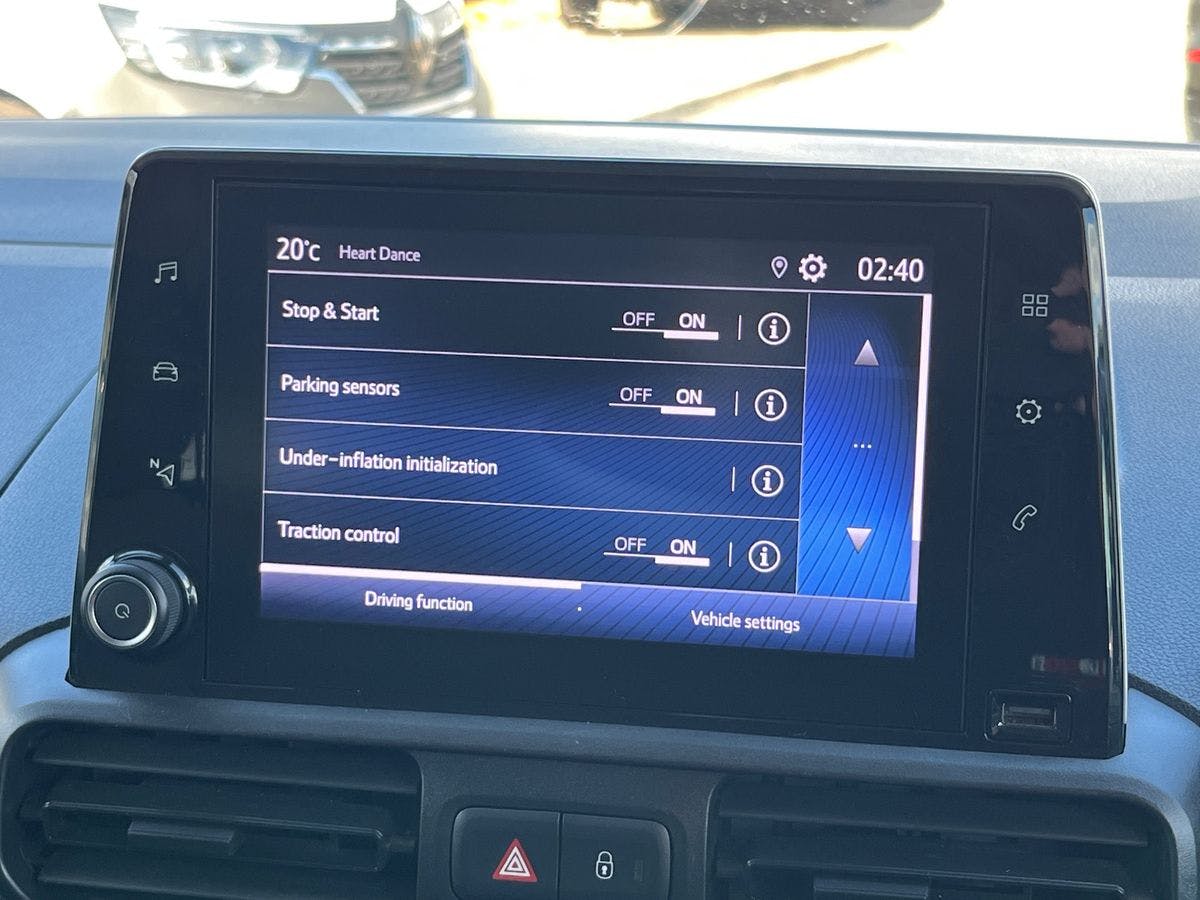 20°C Heart Dance 02:40
Stop & Start OFF ON
Parking sensors OFF ON
Under-inflation initialization
Traction control OFF ON
Driving function Vehicle settings
N